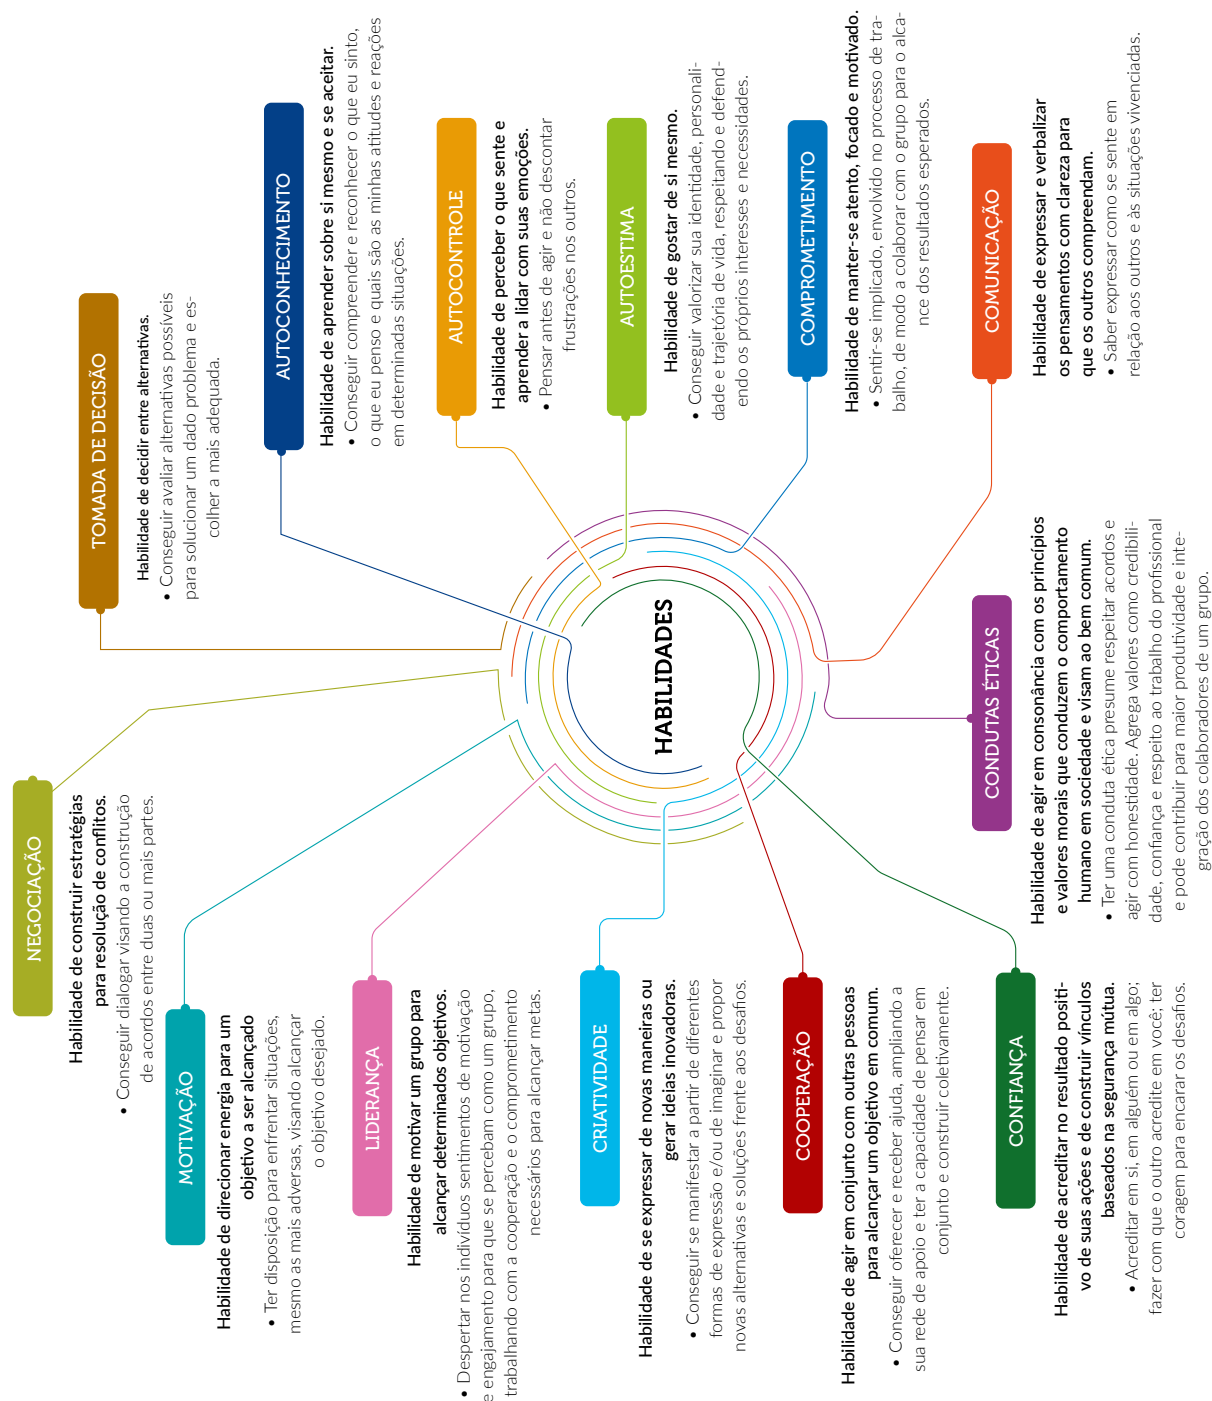 HABILIDADES
NEGOCIAÇÃO
Habilidade de construir estratégias
para resolução de conflitos.
• Conseguir dialogar visando a construção
de acordos entre duas ou mais partes.
MOTIVAÇÃO
Habilidade de direcionar energia para um
objetivo a ser alcançado
• Ter disposição para enfrentar situações,
mesmo as mais adversas, visando alcançar
o objetivo desejado.
LIDERANÇA
Habilidade de motivar um grupo para
alcançar determinados objetivos.
• Despertar nos indivíduos sentimentos de motivação
e engajamento para que se percebam como um grupo,
trabalhando com a cooperação e o comprometimento
necessários para alcançar metas.
CRIATIVIDADE
Habilidade de se expressar de novas maneiras ou
gerar ideias inovadoras.
• Conseguir se manifestar a partir de diferentes
formas de expressão e/ou de imaginar e propor
novas alternativas e soluções frente aos desafios.
COOPERAÇÃO
Habilidade de agir em conjunto com outras pessoas
para alcançar um objetivo em comum.
• Conseguir oferecer e receber ajuda, ampliando a
sua rede de apoio e ter a capacidade de pensar em
conjunto e construir coletivamente.
CONFIANÇA
Habilidade de acreditar no resultado positi-
vo de suas ações e de construir vínculos
baseados na segurança mútua.
• Acreditar em si, em alguém ou em algo;
fazer com que o outro acredite em você; ter
coragem para encarar os desafios.
TOMADA DE DECISÃO
Habilidade de decidir entre alternativas.
• Conseguir avaliar alternativas possíveis
para solucionar um dado problema e es-
colher a mais adequada.
AUTOCONHECIMENTO
Habilidade de aprender sobre si mesmo e se aceitar.
• Conseguir compreender e reconhecer o que eu sinto,
o que eu penso e quais são as minhas atitudes e reações
em determinadas situações.
AUTOCONTROLE
Habilidade de perceber o que sente e
aprender a lidar com suas emoções.
• Pensar antes de agir e não descontar
frustrações nos outros.
AUTOESTIMA
Habilidade de gostar de si mesmo.
• Conseguir valorizar sua identidade, personali-
dade e trajetória de vida, respeitando e defend-
endo os próprios interesses e necessidades.
COMPROMETIMENTO
Habilidade de manter-se atento, focado e motivado.
• Sentir-se implicado, envolvido no processo de tra-
balho, de modo a colaborar com o grupo para o alca-
nce dos resultados esperados.
COMUNICAÇÃO
Habilidade de expressar e verbalizar
os pensamentos com clareza para
que os outros compreendam.
• Saber expressar como se sente em
relação aos outros e às situações vivenciadas.
CONDUTAS ÉTICAS
Habilidade de agir em consonância com os princípios
e valores morais que conduzem o comportamento
humano em sociedade e visam ao bem comum.
• Ter uma conduta ética presume respeitar acordos e
agir com honestidade. Agrega valores como credibili-
dade, confiança e respeito ao trabalho do profissional
e pode contribuir para maior produtividade e inte-
gração dos colaboradores de um grupo.